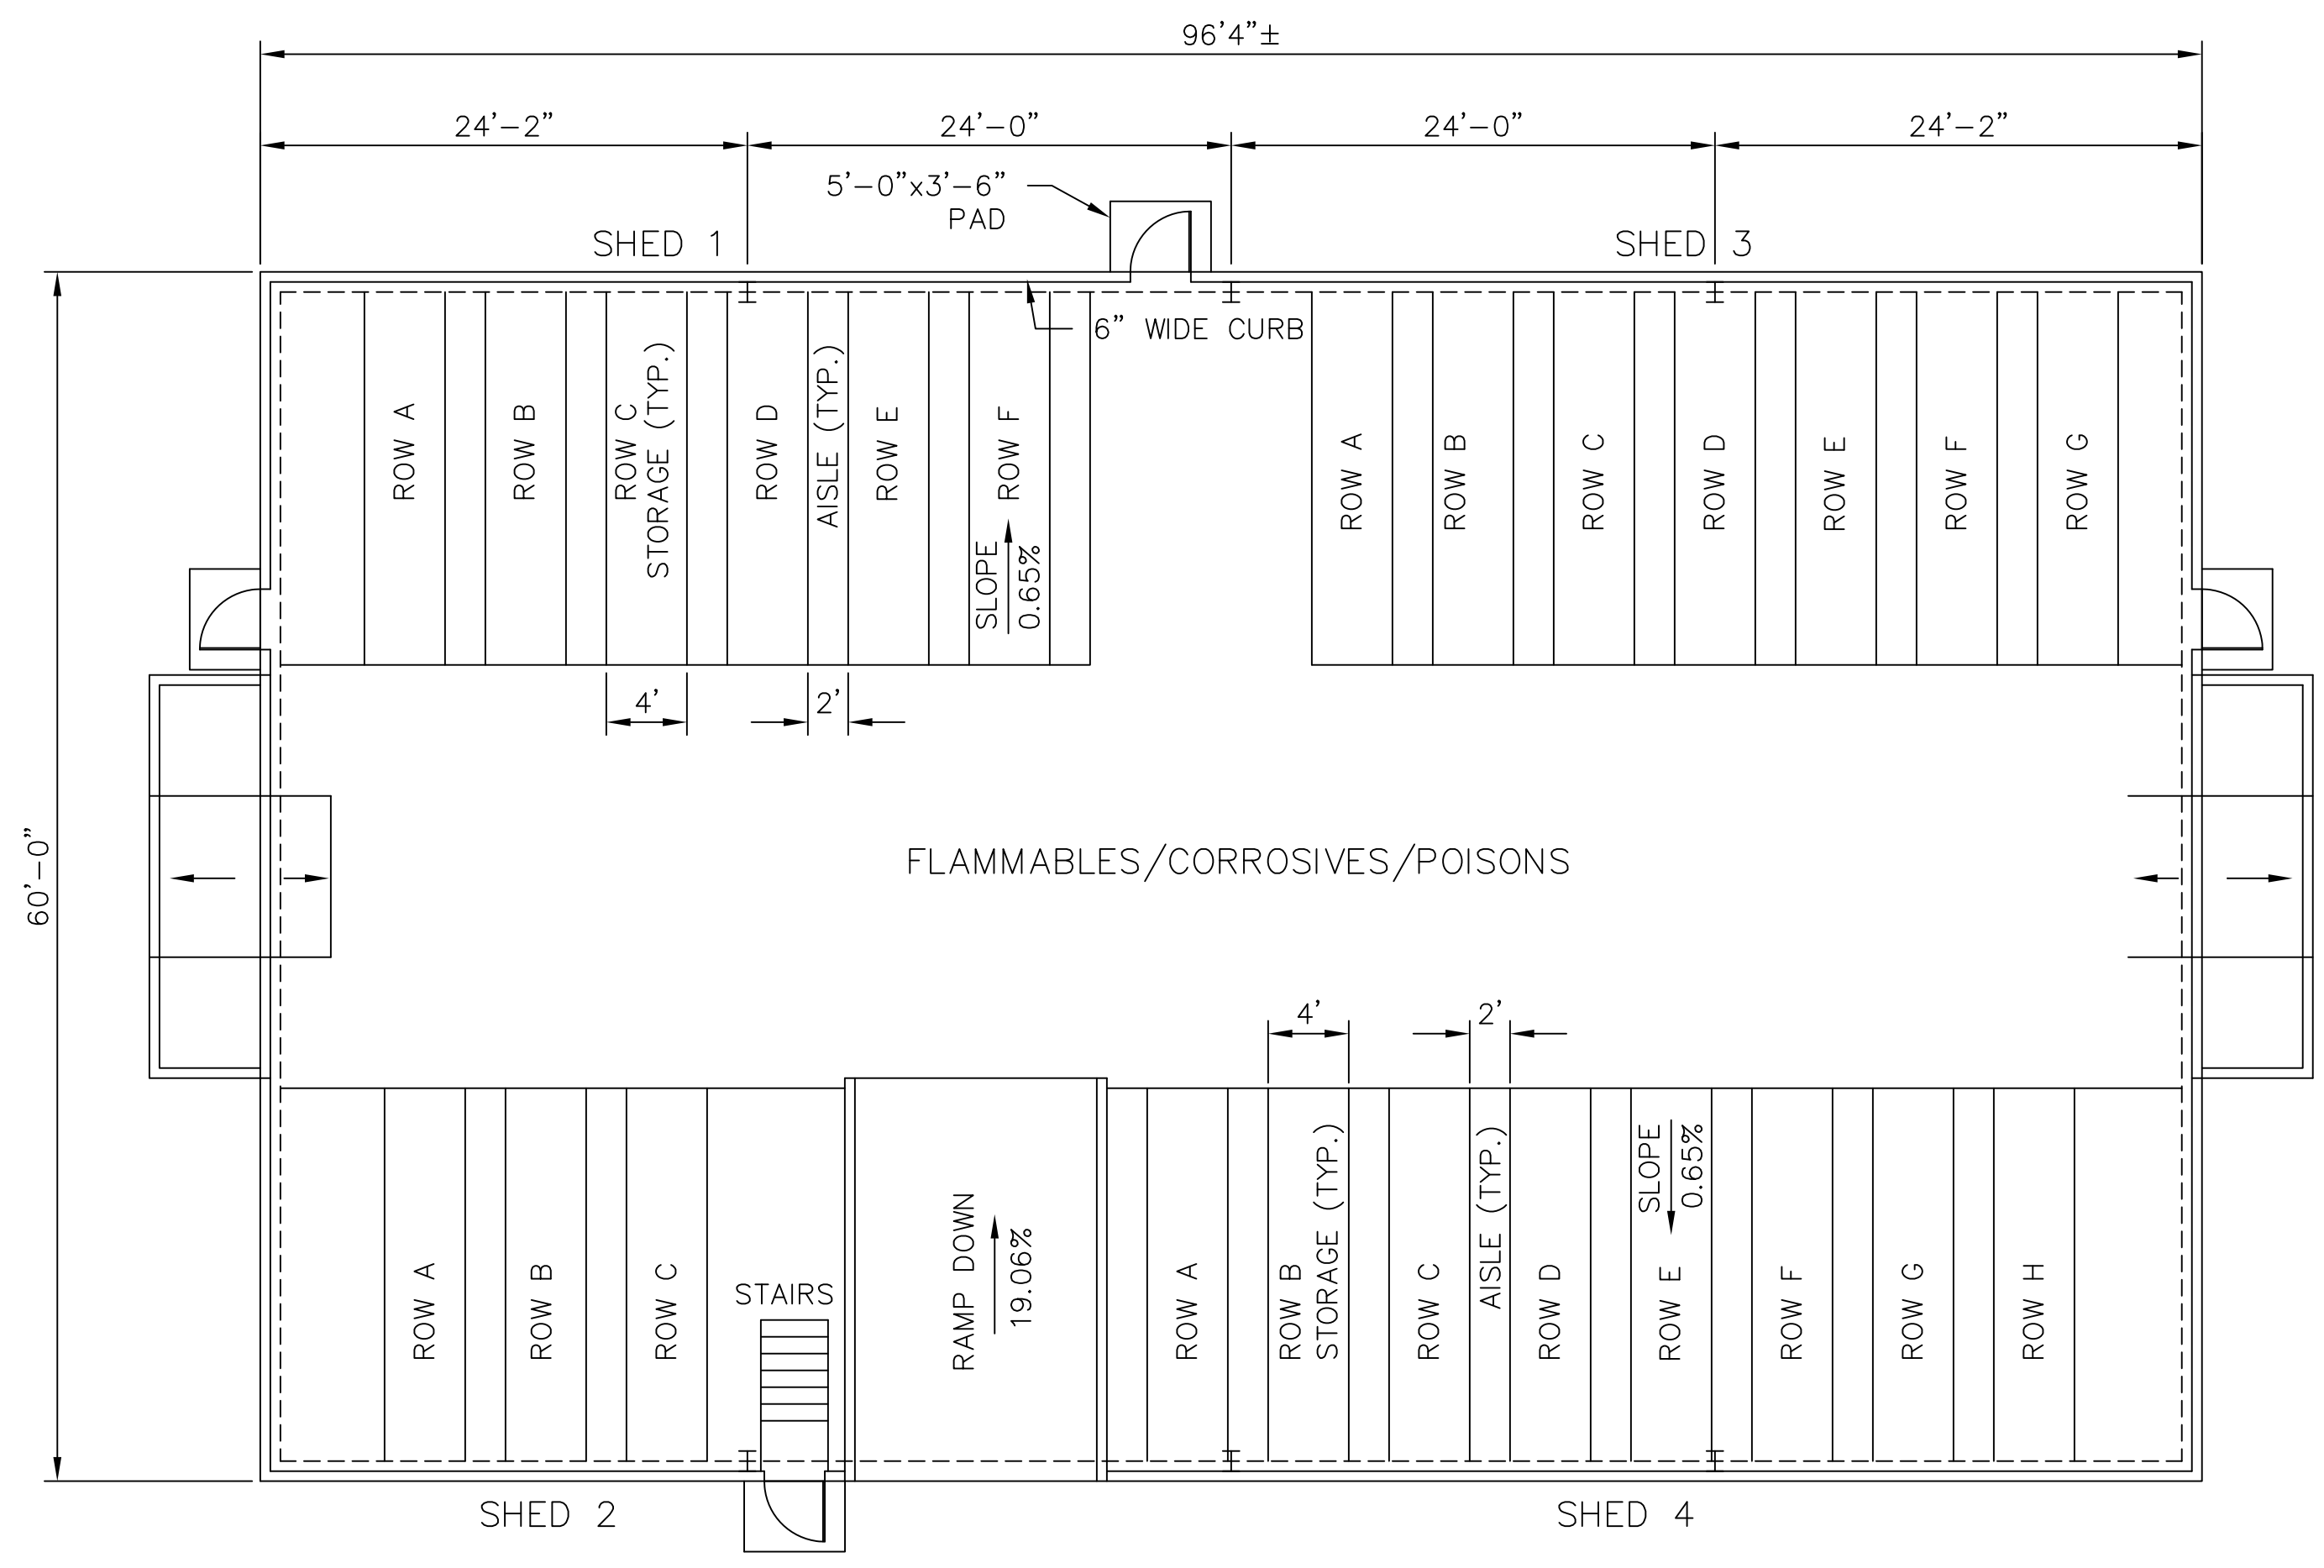 96'4"±
24'-2"
24'-0"
24'-0"
24'-2"
5'-0"x3'-6"
PAD
SHED 1
SHED 3
6" WIDE CURB
ROW A
ROW B
ROW C
STORAGE (TYP.)
ROW D
AISLE (TYP.)
ROW E
ROW F
SLOPE
0.65%
ROW A
ROW B
ROW C
ROW D
ROW E
ROW F
ROW G
4'
2'
60'-0"
FLAMMABLES/CORROSIVES/POISONS
4'
2'
ROW A
ROW B
ROW C
STAIRS
RAMP DOWN
19.06%
ROW A
ROW B
STORAGE (TYP.)
ROW C
AISLE (TYP.)
ROW D
SLOPE
0.65%
ROW E
ROW F
ROW G
ROW H
SHED 2
SHED 4